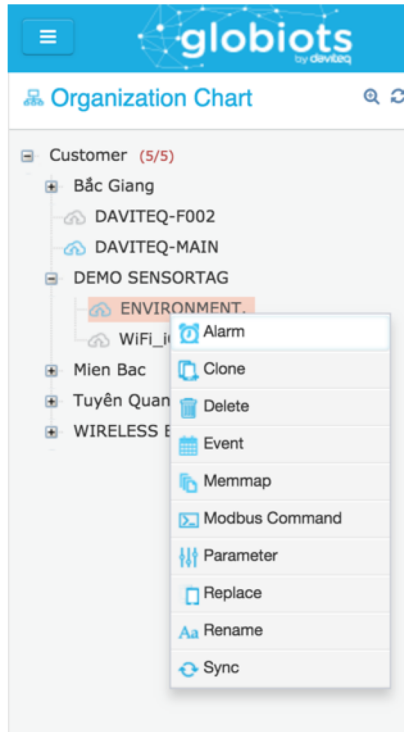 globiots
by daviteq
Organization Chart
Customer (5/5)
Bắc Giang
DAVITEQ-F002
DAVITEQ-MAIN
DEMO SENSORTAG
ENVIRONMENT.
Alarm
Clone
Mien Bac
Delete
Tuyên Quan
Event
WIRELESS
Memmap
Modbus Command
Parameter
Replace
Aa Rename
Sync